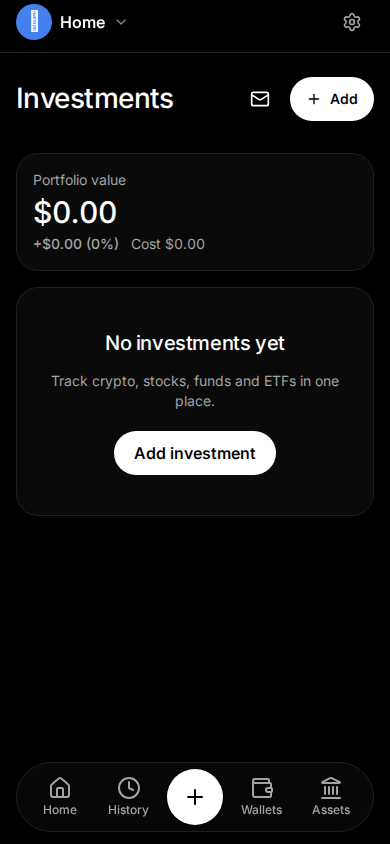 Home
Investments
Add
Portfolio value
$0.00
+$0.00 (0%) Cost $0.00
No investments yet
Track crypto, stocks, funds and ETFs in one
place.
Add investment
Home History Wallets Assets